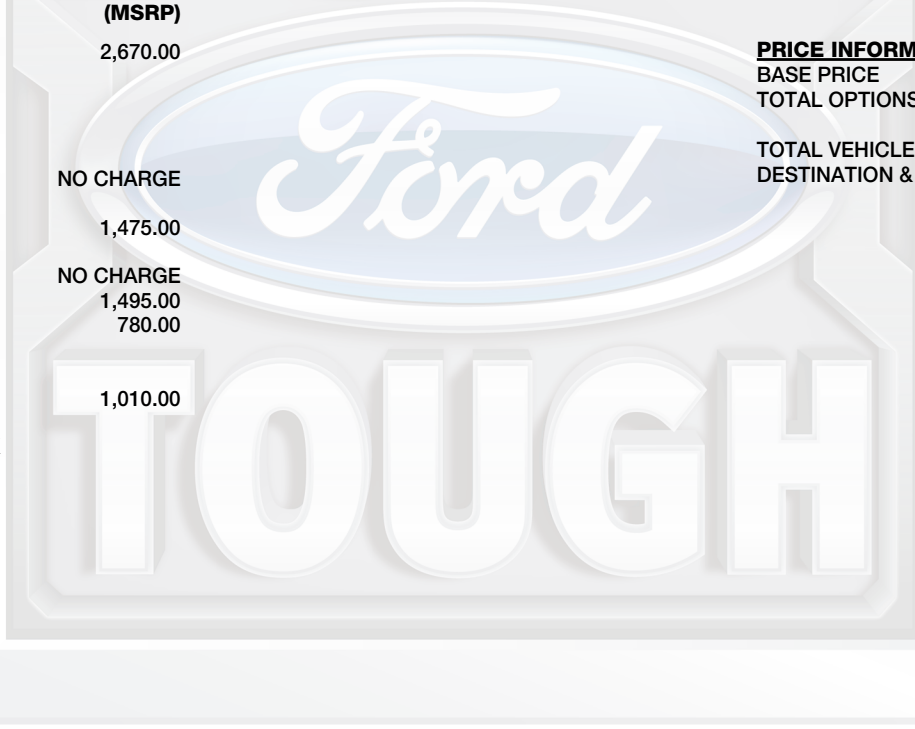 (MSRP)
2,670.00
NO CHARGE
1,475.00
NO CHARGE
1,495.00
780.00
1,010.00
PRICE INFORM
BASE PRICE
TOTAL OPTIONS
TOTAL VEHICLE
DESTINATION &
Ford
TOUGH